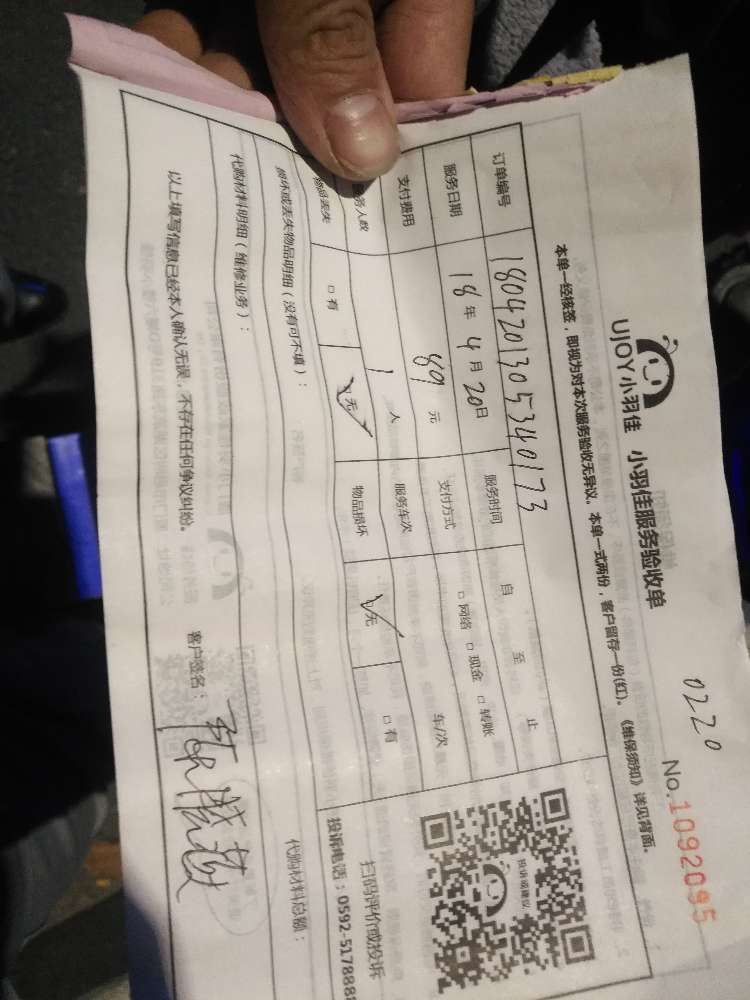 0220
No.1092095
UJOY小羽佳 小羽佳服务验收单
本单一经核签，即视为对本次服务验收无异议。本单一式两份，客户留存一份(红)。《维保须知》详见背面。
订单编号 1804201305340173 服务时间 自 至 止
服务日期 18年4月20日 支付方式 □网络 □现金 □转账
支付费用 89元 服务车次 车/次
务人数 1人 物品损坏 □无 □有
物品丢失 □有 □无
损坏或丢失物品明细（没有可不填）：
代购材料明细（维修业务）： 代购材料总额：
以上填写信息已经本人确认无误，不存在任何争议纠纷。 客户签名：
投诉或建议
扫码评价或投诉
投诉电话：0592-5178888